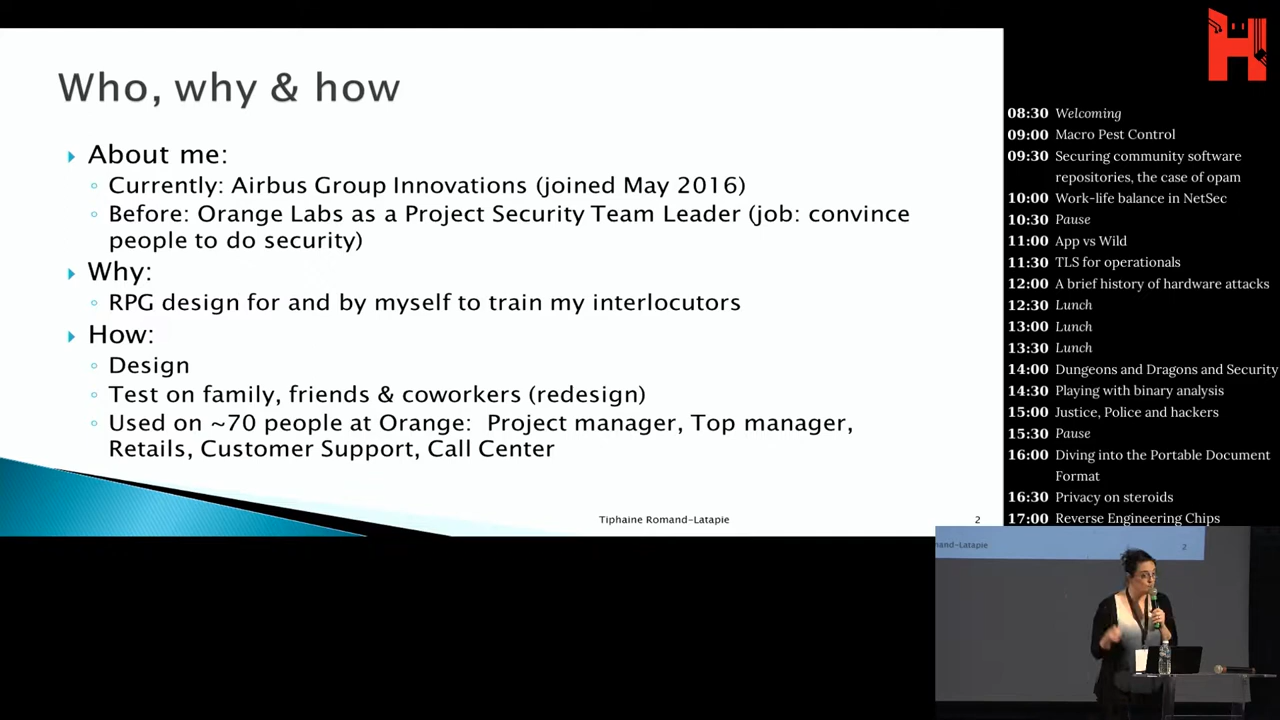 Who, why & how
About me:
Currently: Airbus Group Innovations (joined May 2016)
Before: Orange Labs as a Project Security Team Leader (job: convince
people to do security)
Why:
RPG design for and by myself to train my interlocutors
How:
Design
Test on family, friends & coworkers (redesign)
Used on ~70 people at Orange: Project manager, Top manager,
Retails, Customer Support, Call Center
Tiphaine Romand-Latapie
2
08:30 Welcoming
09:00 Macro Pest Control
09:30 Securing community software
repositories, the case of opam
10:00 Work-life balance in NetSec
10:30 Pause
11:00 App vs Wild
11:30 TLS for operationals
12:00 A brief history of hardware attacks
12:30 Lunch
13:00 Lunch
13:30 Lunch
14:00 Dungeons and Dragons and Security
14:30 Playing with binary analysis
15:00 Justice, Police and hackers
15:30 Pause
16:00 Diving into the Portable Document
Format
16:30 Privacy on steroids
17:00 Reverse Engineering Chips
mand-Latapie
2